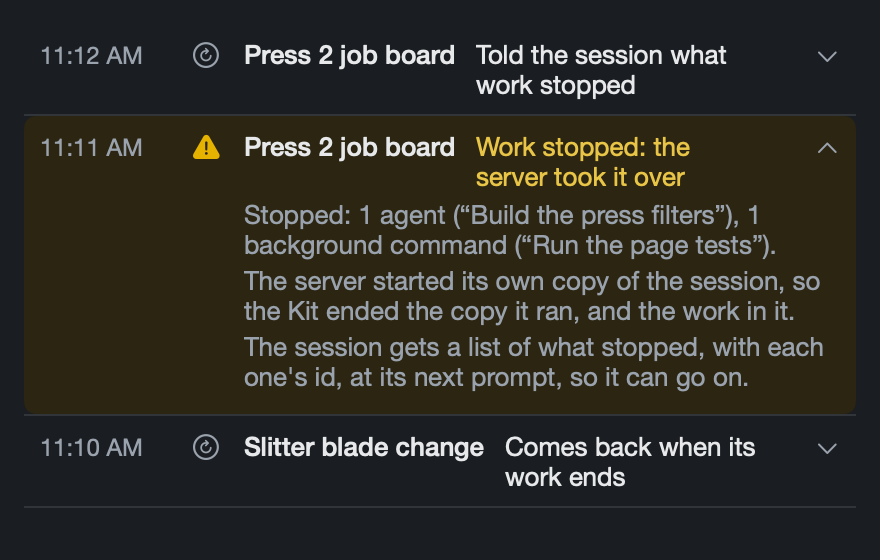 11:12 AM Press 2 job board Told the session what
work stopped
11:11 AM Press 2 job board Work stopped: the
server took it over
Stopped: 1 agent (“Build the press filters”), 1
background command (“Run the page tests”).
The server started its own copy of the session, so
the Kit ended the copy it ran, and the work in it.
The session gets a list of what stopped, with each
one's id, at its next prompt, so it can go on.
11:10 AM Slitter blade change Comes back when its
work ends